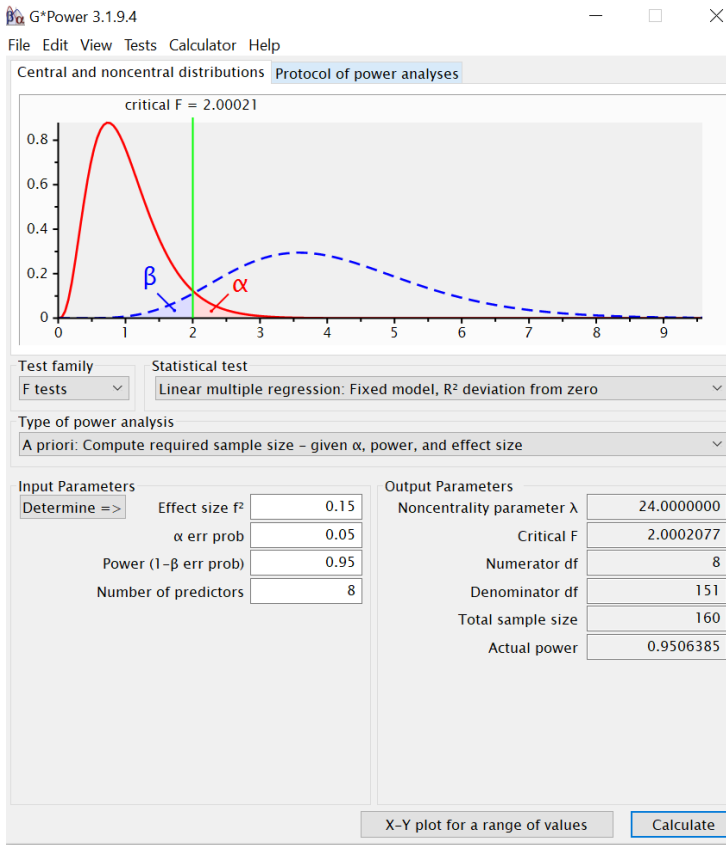 G*Power 3.1.9.4
File Edit View Tests Calculator Help
Central and noncentral distributions Protocol of power analyses
critical F = 2.00021
0.8
0.6
0.4
0.2
0
β α
0 1 2 3 4 5 6 7 8 9
Test family Statistical test
F tests Linear multiple regression: Fixed model, R² deviation from zero
Type of power analysis
A priori: Compute required sample size – given α, power, and effect size
Input Parameters Output Parameters
Determine => Effect size f² 0.15 Noncentrality parameter λ 24.0000000
α err prob 0.05 Critical F 2.0002077
Power (1-β err prob) 0.95 Numerator df 8
Number of predictors 8 Denominator df 151
Total sample size 160
Actual power 0.9506385
X-Y plot for a range of values Calculate